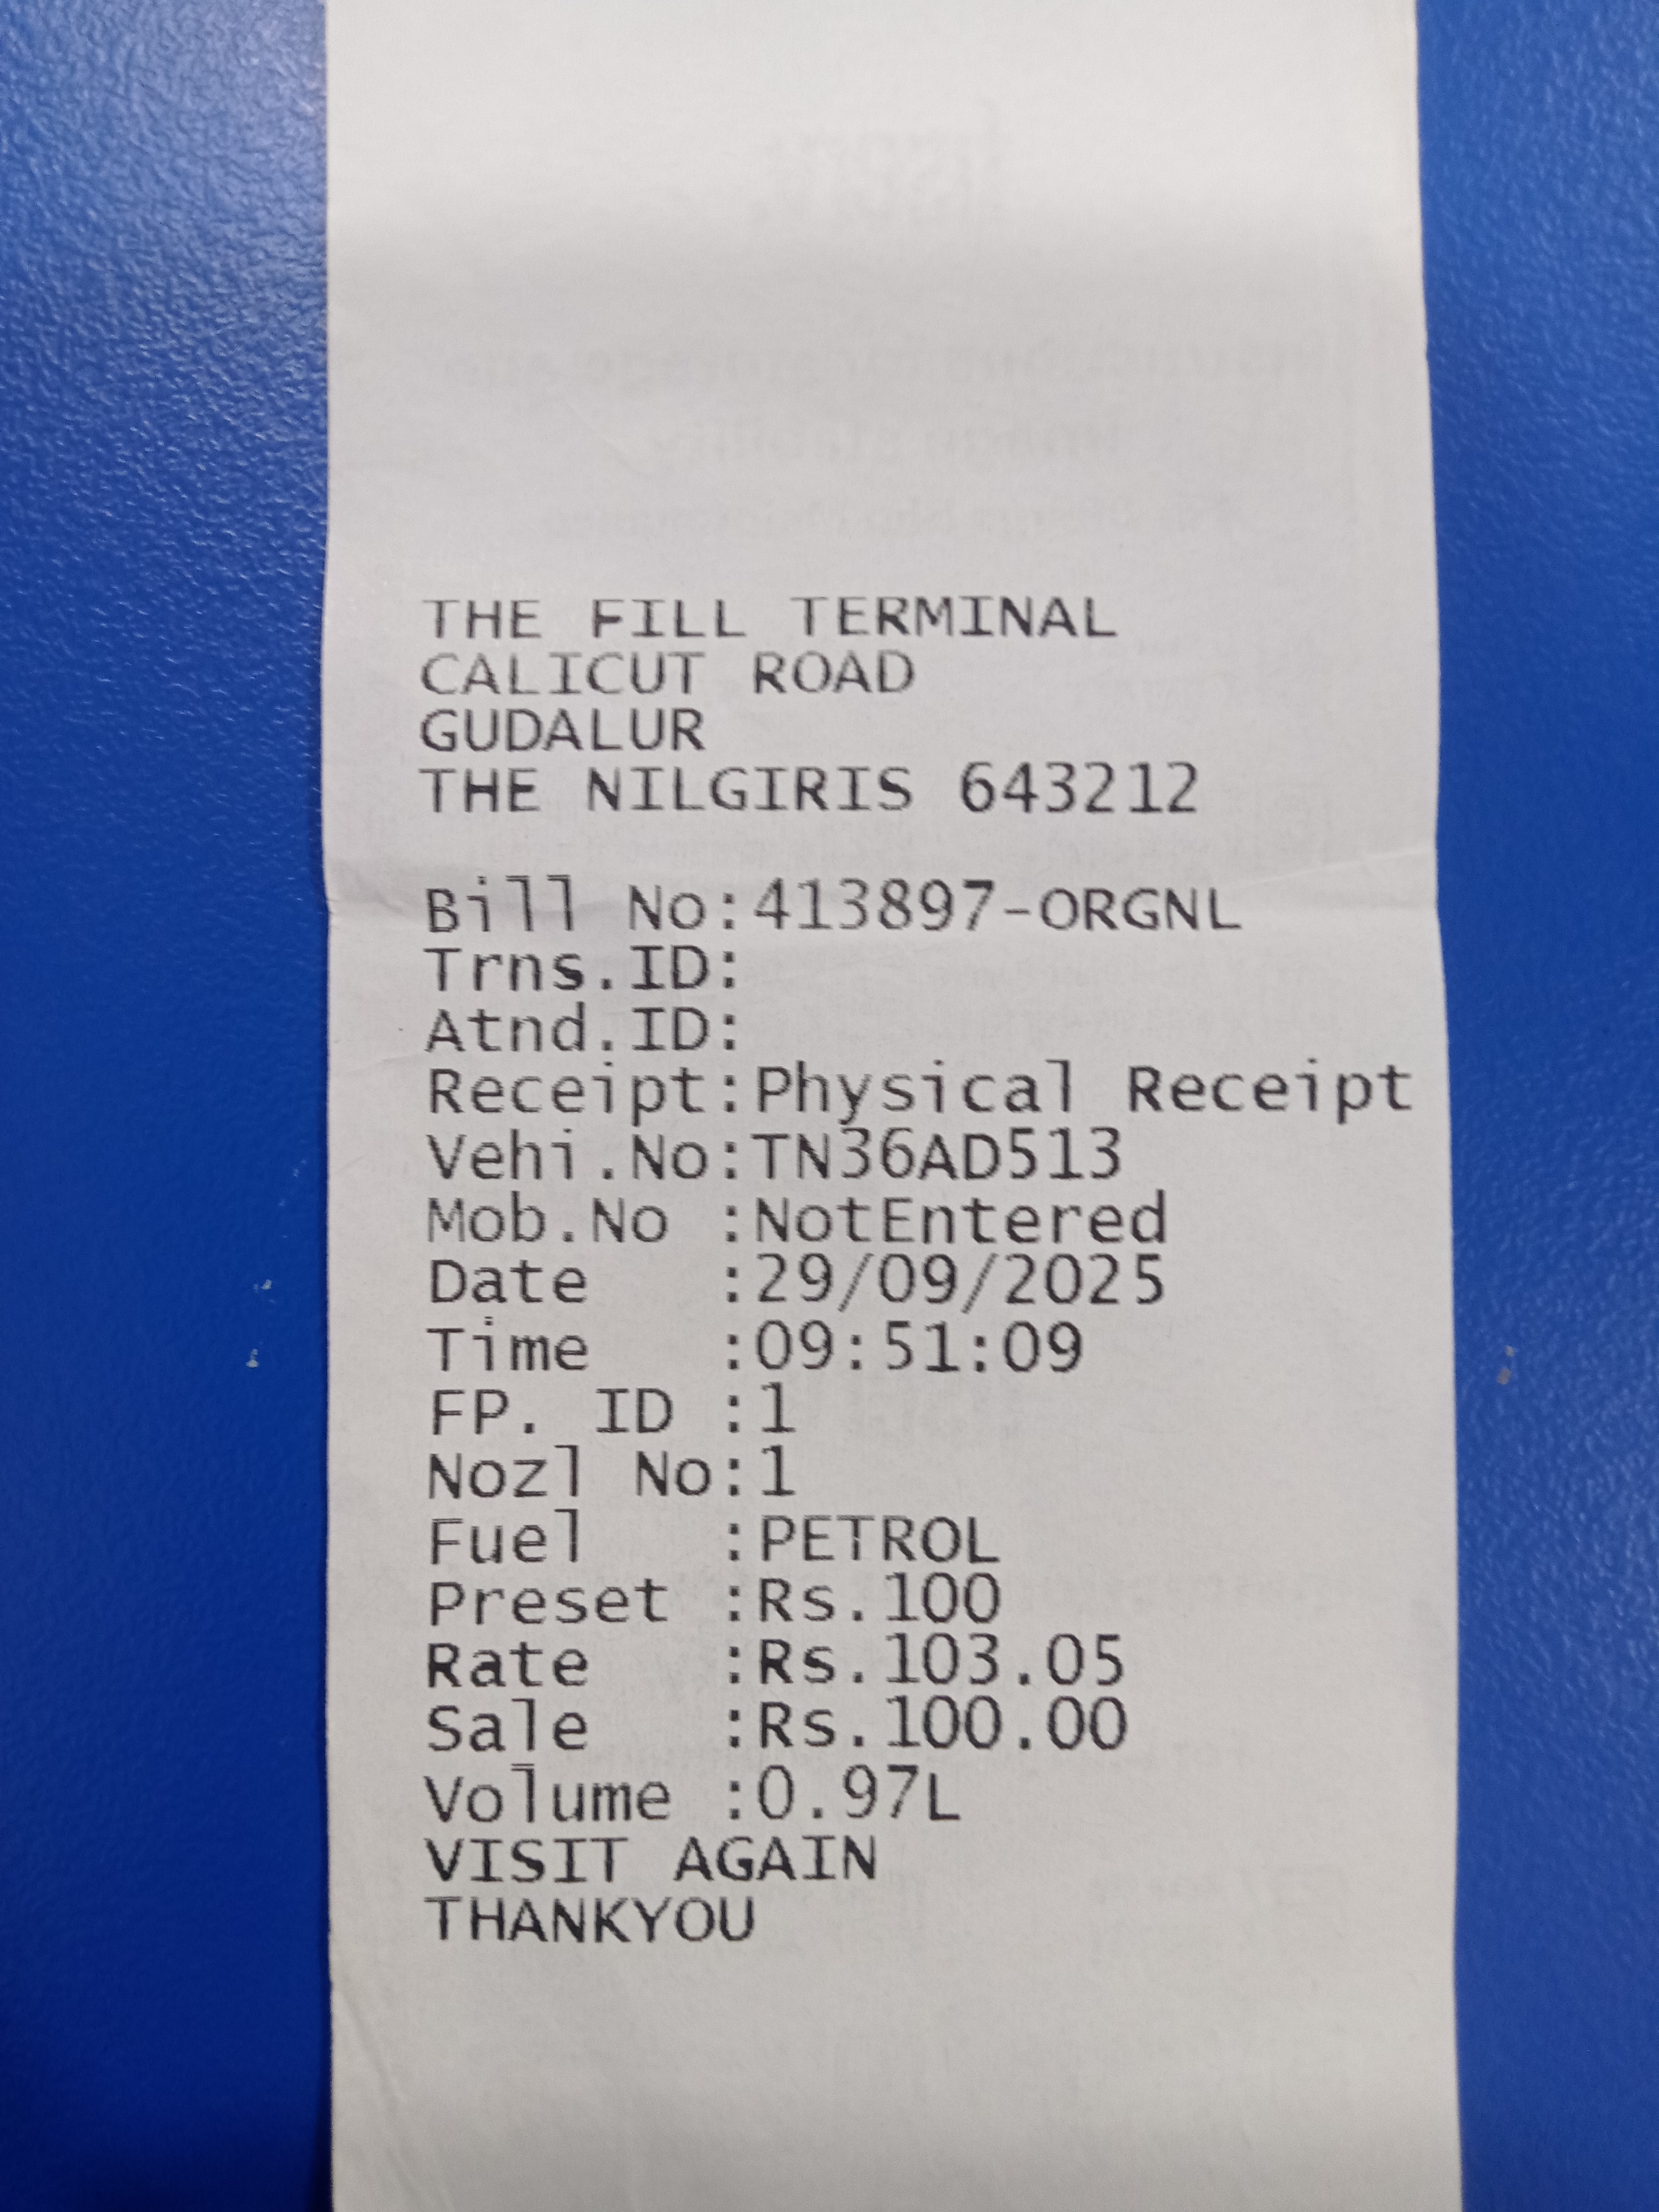 THE FILL TERMINAL
CALICUT ROAD
GUDALUR
THE NILGIRIS 643212
Bill No:413897-ORGNL
Trns.ID:
Atnd.ID:
Receipt:Physical Receipt
Vehi.No:TN36AD513
Mob.No :NotEntered
Date   :29/09/2025
Time   :09:51:09
FP. ID :1
Nozl No:1
Fuel   :PETROL
Preset :Rs.100
Rate   :Rs.103.05
Sale   :Rs.100.00
Volume :0.97L
VISIT AGAIN
THANKYOU